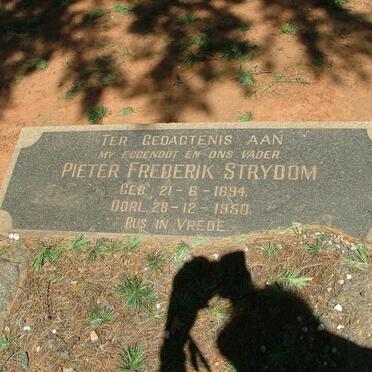 TER GEDACTENIS AAN
MY EGGENOOT EN ONS VADER
PIETER FREDERIK STRYDOM
GEB. 21-6-1894.
OORL. 28-12-1950.
RUS IN VREDE.